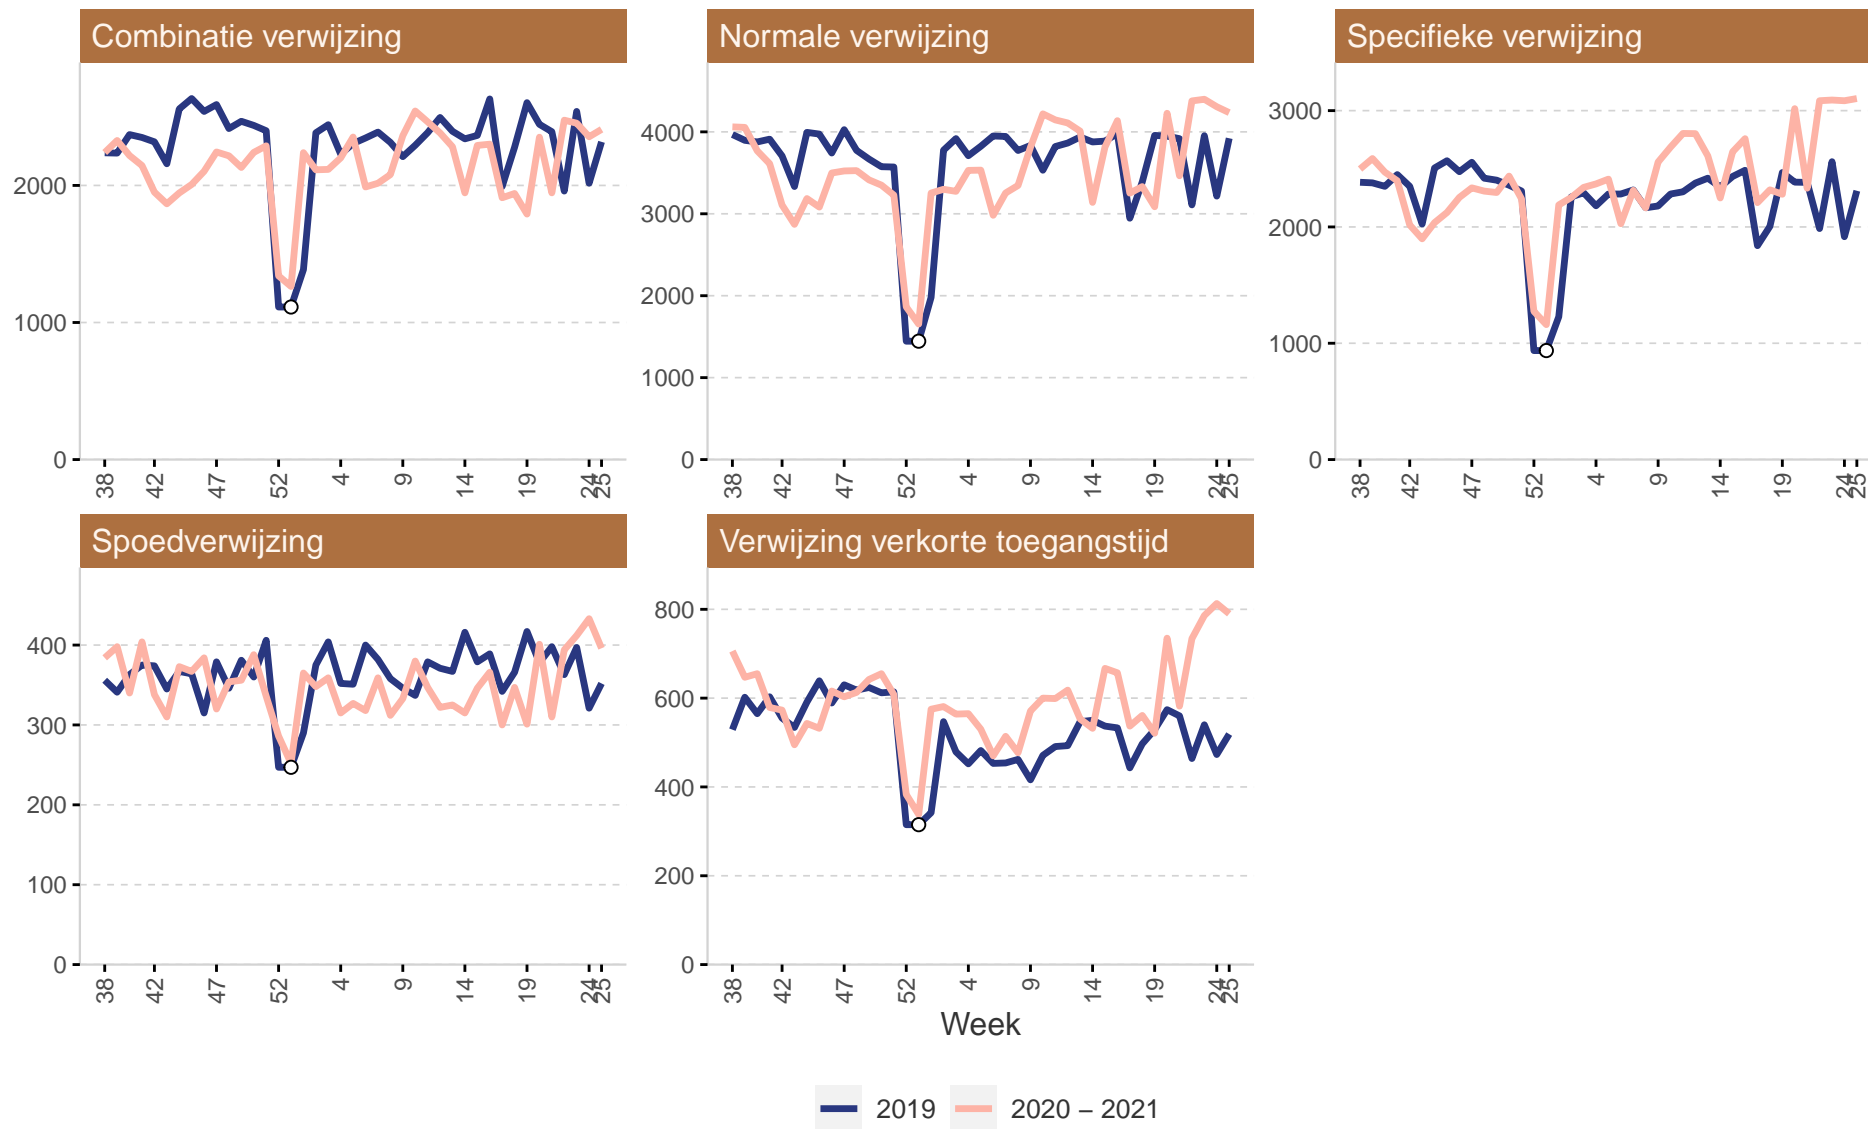 Combinatie verwijzing
2000
1000
0
38 42 47 52 4 9 14 19 24 25
Normale verwijzing
4000
3000
2000
1000
0
38 42 47 52 4 9 14 19 24 25
Specifieke verwijzing
3000
2000
1000
0
38 42 47 52 4 9 14 19 24 25
Spoedverwijzing
400
300
200
100
0
38 42 47 52 4 9 14 19 24 25
Verwijzing verkorte toegangstijd
800
600
400
200
0
38 42 47 52 4 9 14 19 24 25
Week
2019 2020 – 2021